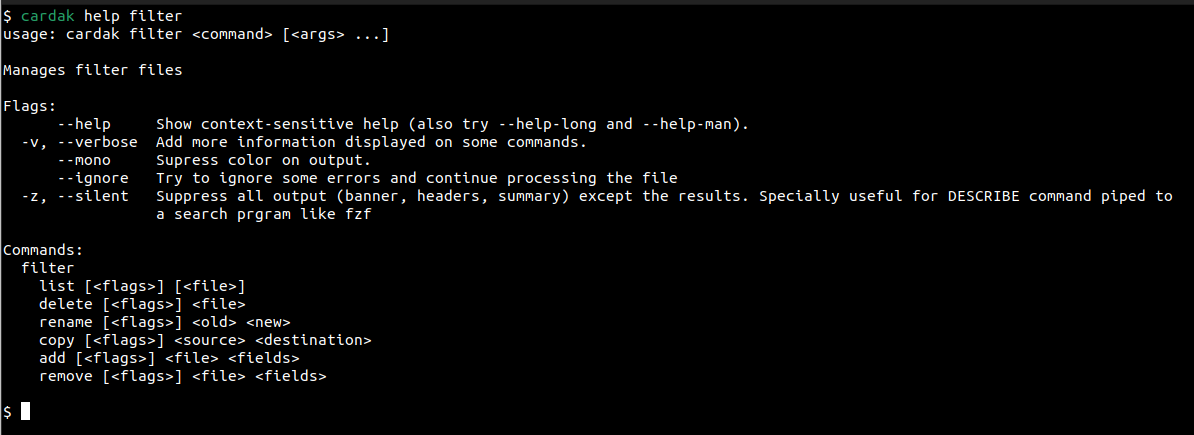 $ cardak help filter
usage: cardak filter <command> [<args> ...]
Manages filter files
Flags:
--help Show context-sensitive help (also try --help-long and --help-man).
-v, --verbose Add more information displayed on some commands.
--mono Supress color on output.
--ignore Try to ignore some errors and continue processing the file
-z, --silent Suppress all output (banner, headers, summary) except the results. Specially useful for DESCRIBE command piped to
a search prgram like fzf
Commands:
filter
list [<flags>] [<file>]
delete [<flags>] <file>
rename [<flags>] <old> <new>
copy [<flags>] <source> <destination>
add [<flags>] <file> <fields>
remove [<flags>] <file> <fields>
$